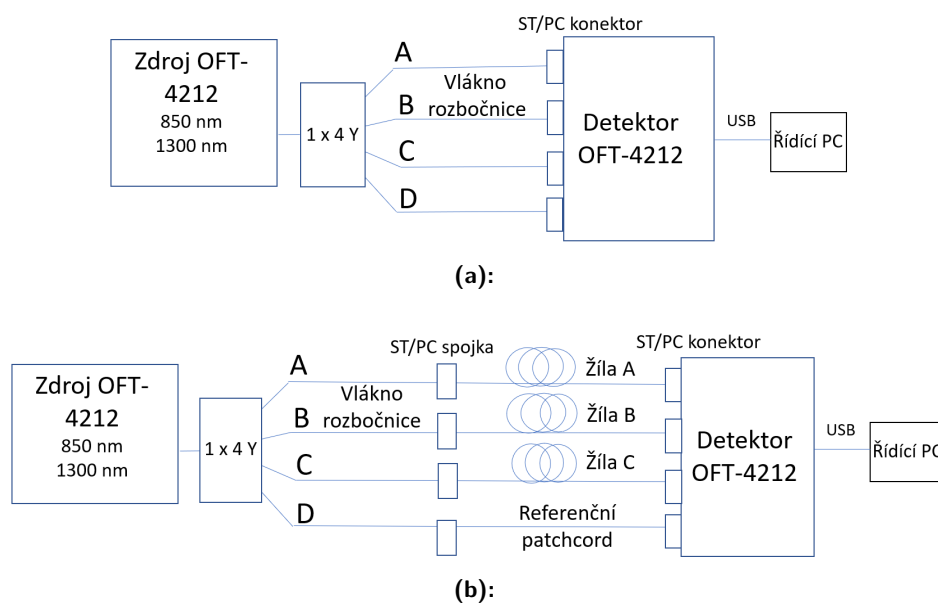 ST/PC konektor
Zdroj OFT-
4212
850 nm
1300 nm
1 x 4 Y
A
Vlákno
rozbočnice
B
C
D
Detektor
OFT-4212
USB
Řídící PC
(a):
ST/PC spojka
ST/PC konektor
Zdroj OFT-
4212
850 nm
1300 nm
1 x 4 Y
A
Vlákno
rozbočnice
B
C
D
Žíla A
Žíla B
Žíla C
Referenční
patchcord
Detektor
OFT-4212
USB
Řídící PC
(b):